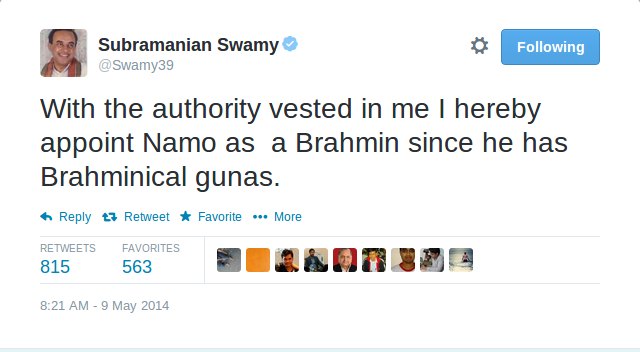 Subramanian Swamy
@Swamy39
Following
With the authority vested in me I hereby
appoint Namo as  a Brahmin since he has
Brahminical gunas.
Reply Retweet Favorite More
RETWEETS FAVORITES
815 563
8:21 AM - 9 May 2014